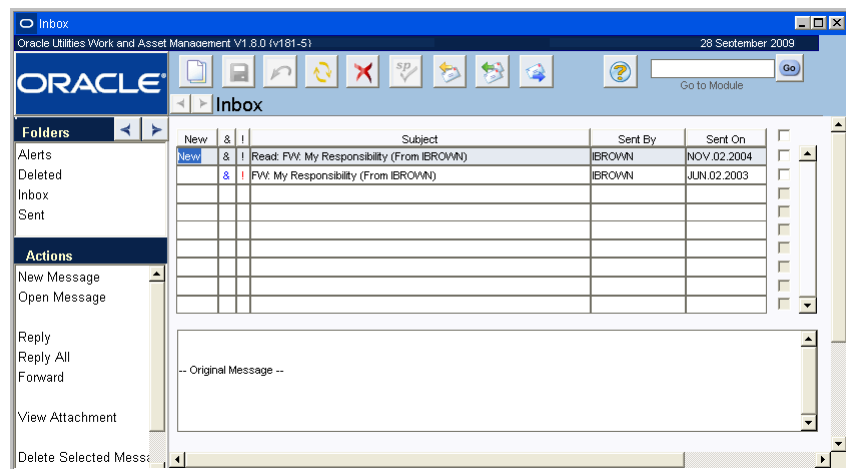 Inbox
Oracle Utilities Work and Asset Management V1.8.0 (v181-5) 28 September 2009
ORACLE®
sp
Go
Go to Module
Inbox
Folders
Alerts
Deleted
Inbox
Sent
Actions
New Message
Open Message
Reply
Reply All
Forward
View Attachment
Delete Selected Messa
New & ! Subject Sent By Sent On
New & ! Read: FW: My Responsibility (From IBROWN) IBROWN NOV.02.2004
& ! FW: My Responsibility (From IBROWN) IBROWN JUN.02.2003
-- Original Message --